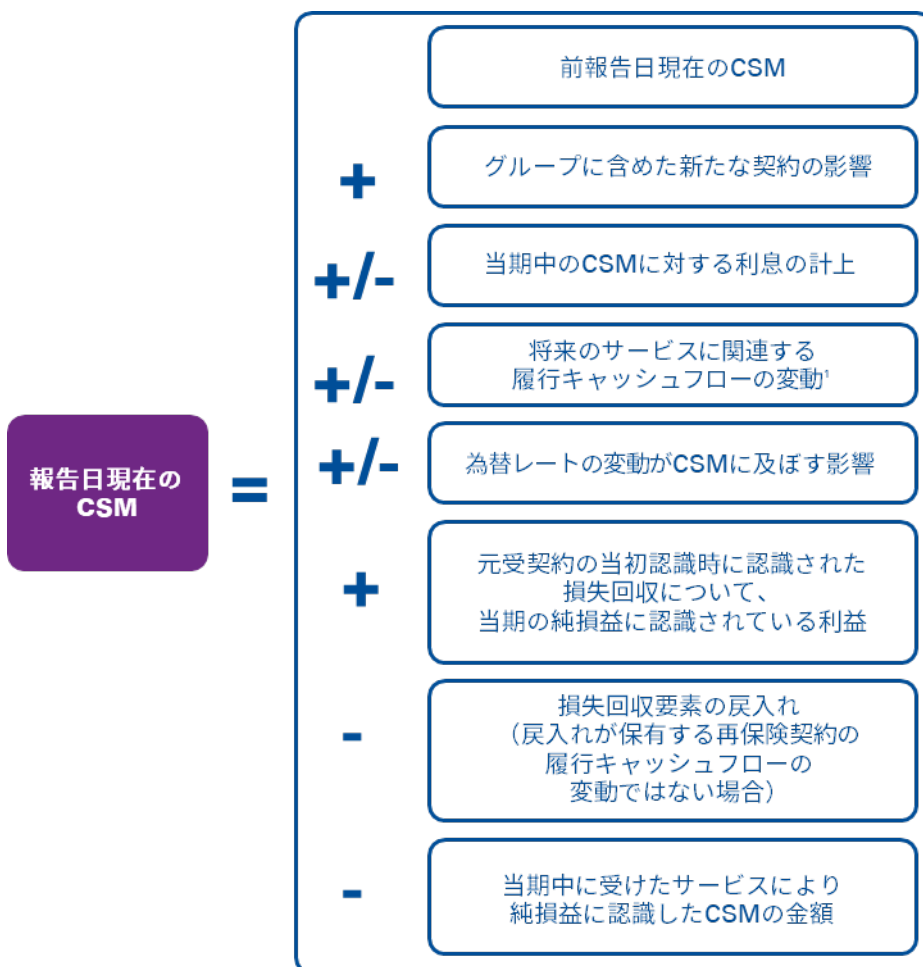 報告日現在の
CSM
=
前報告日現在のCSM
+
グループに含めた新たな契約の影響
+/-
当期中のCSMに対する利息の計上
+/-
将来のサービスに関連する
履行キャッシュフローの変動¹
+/-
為替レートの変動がCSMに及ぼす影響
+
元受契約の当初認識時に認識された
損失回収について、
当期の純損益に認識されている利益
-
損失回収要素の戻入れ
（戻入れが保有する再保険契約の
履行キャッシュフローの
変動ではない場合）
-
当期中に受けたサービスにより
純損益に認識したCSMの金額